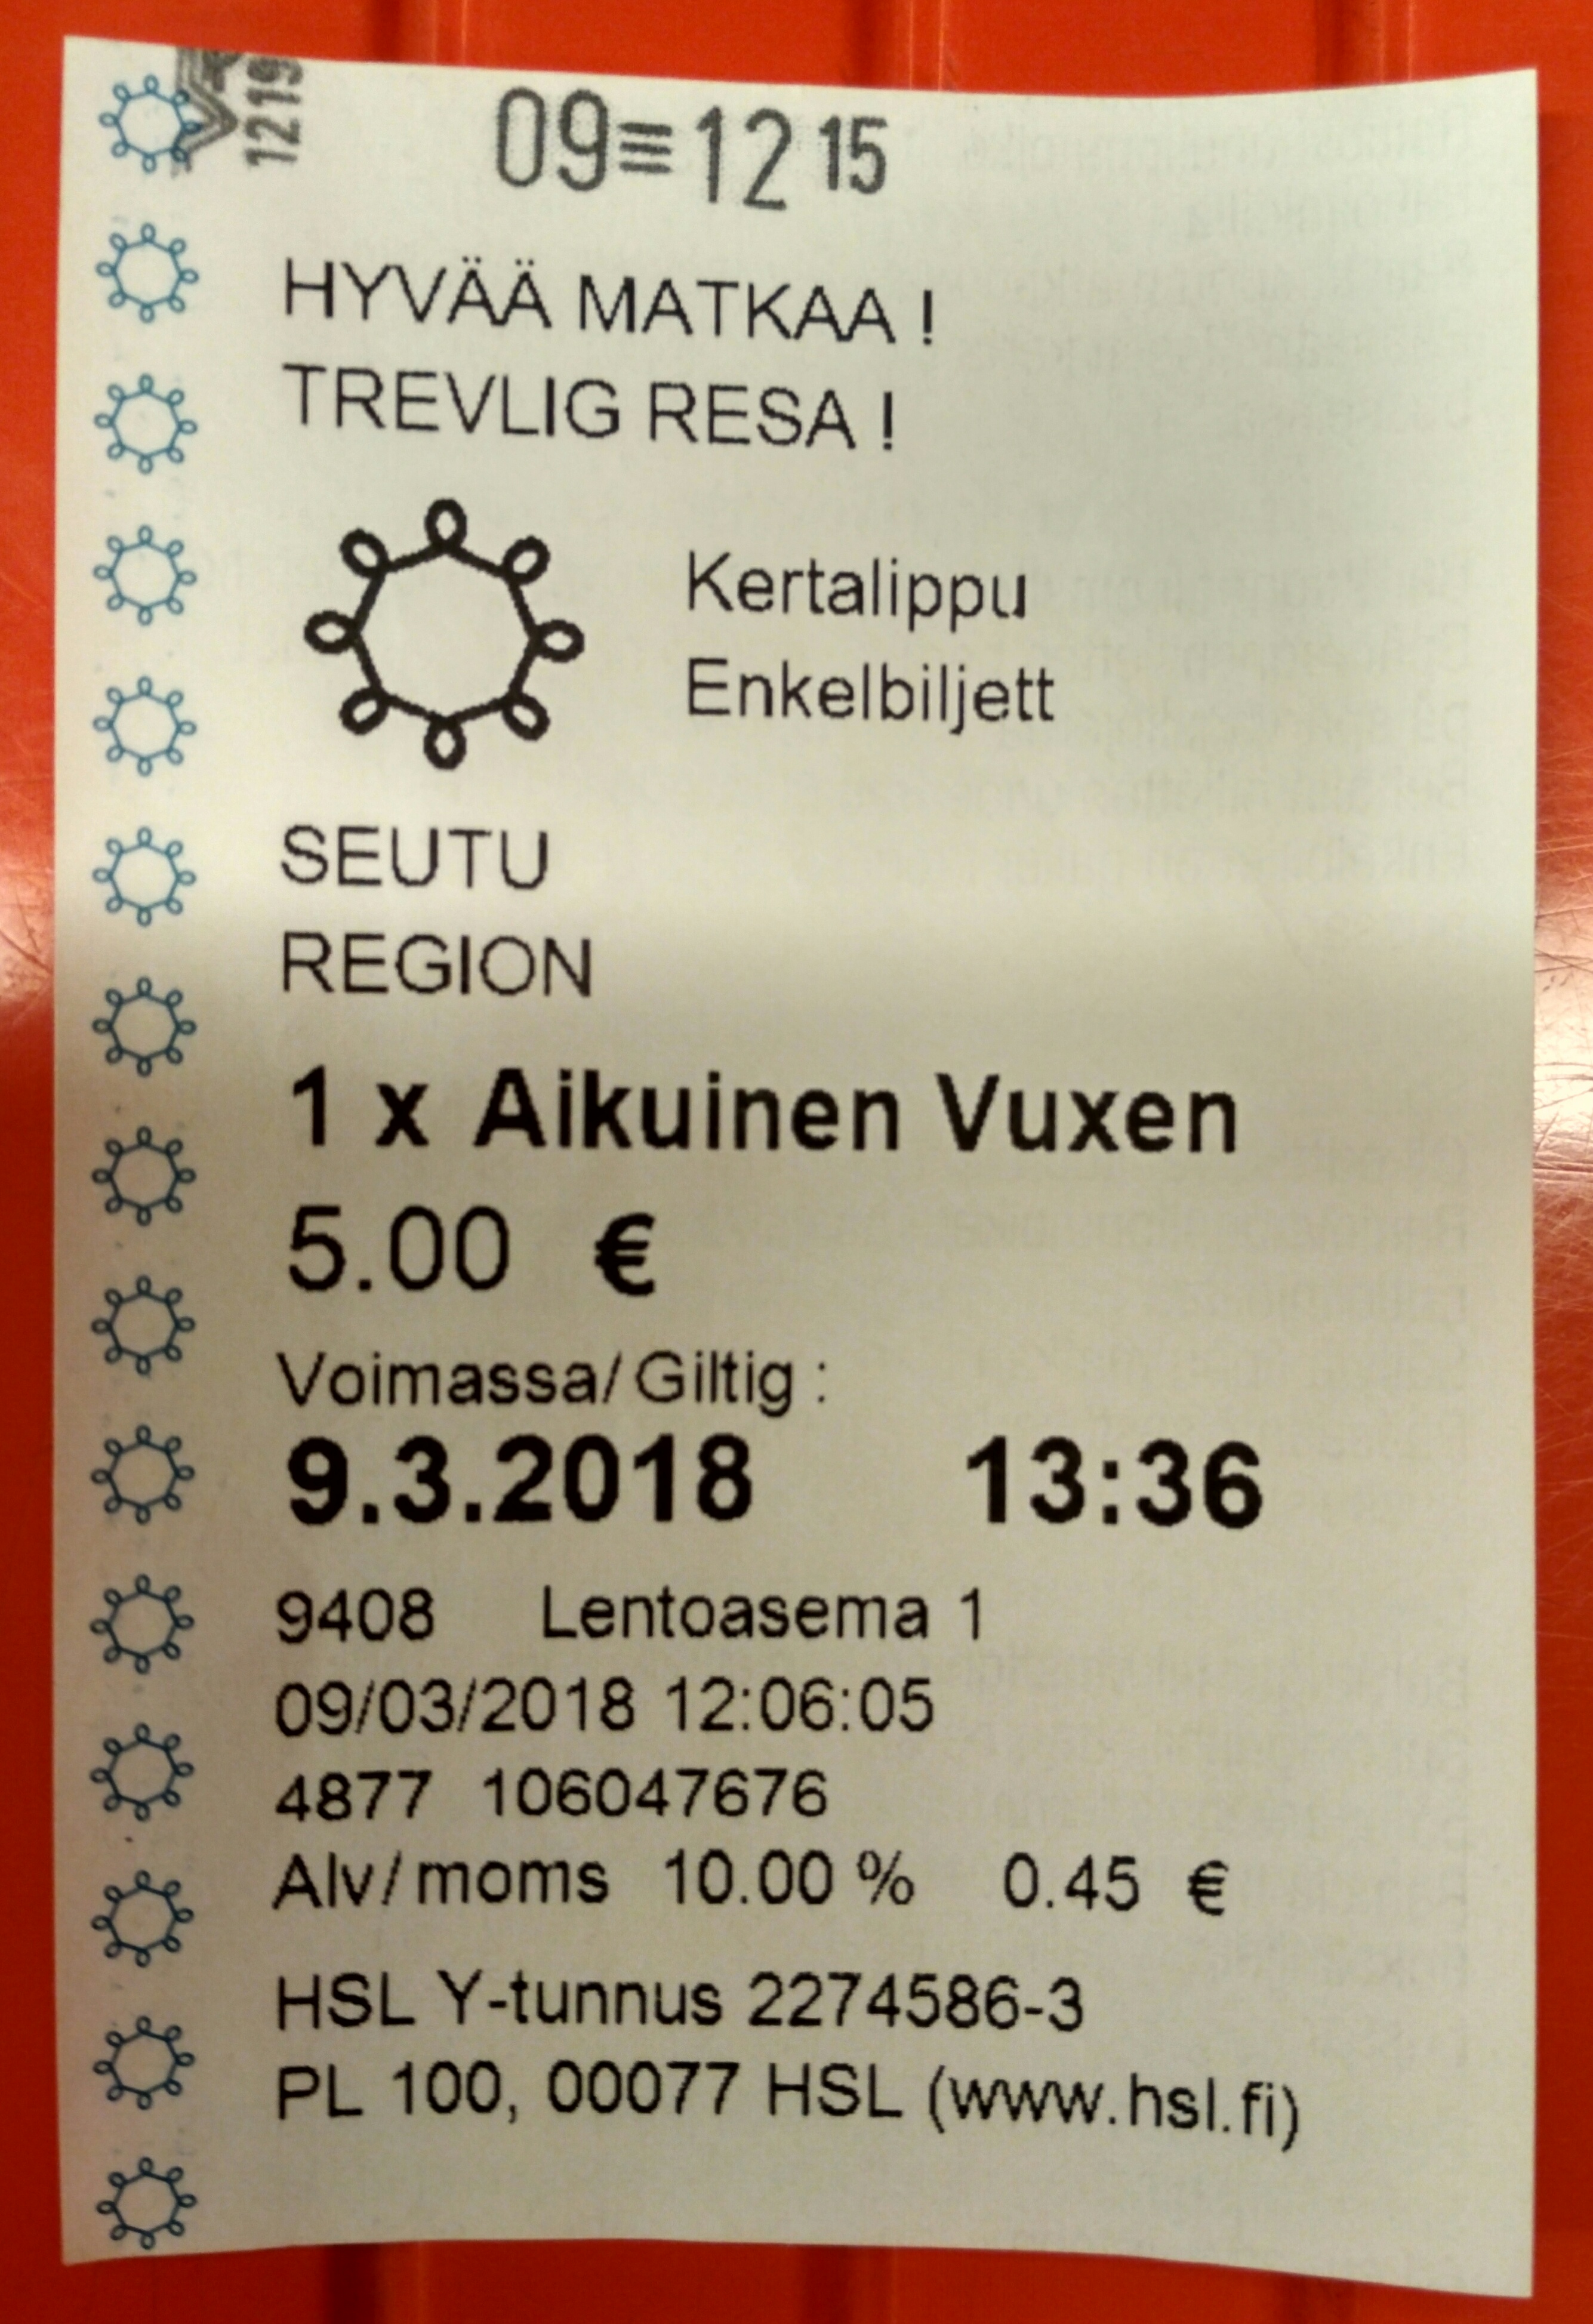 1219
09≡12 15
HYVÄÄ MATKAA !
TREVLIG RESA !
Kertalippu
Enkelbiljett
SEUTU
REGION
1 x Aikuinen Vuxen
5.00 €
Voimassa/Giltig :
9.3.2018 13:36
9408 Lentoasema 1
09/03/2018 12:06:05
4877 106047676
Alv/moms 10.00 % 0.45 €
HSL Y-tunnus 2274586-3
PL 100, 00077 HSL (www.hsl.fi)